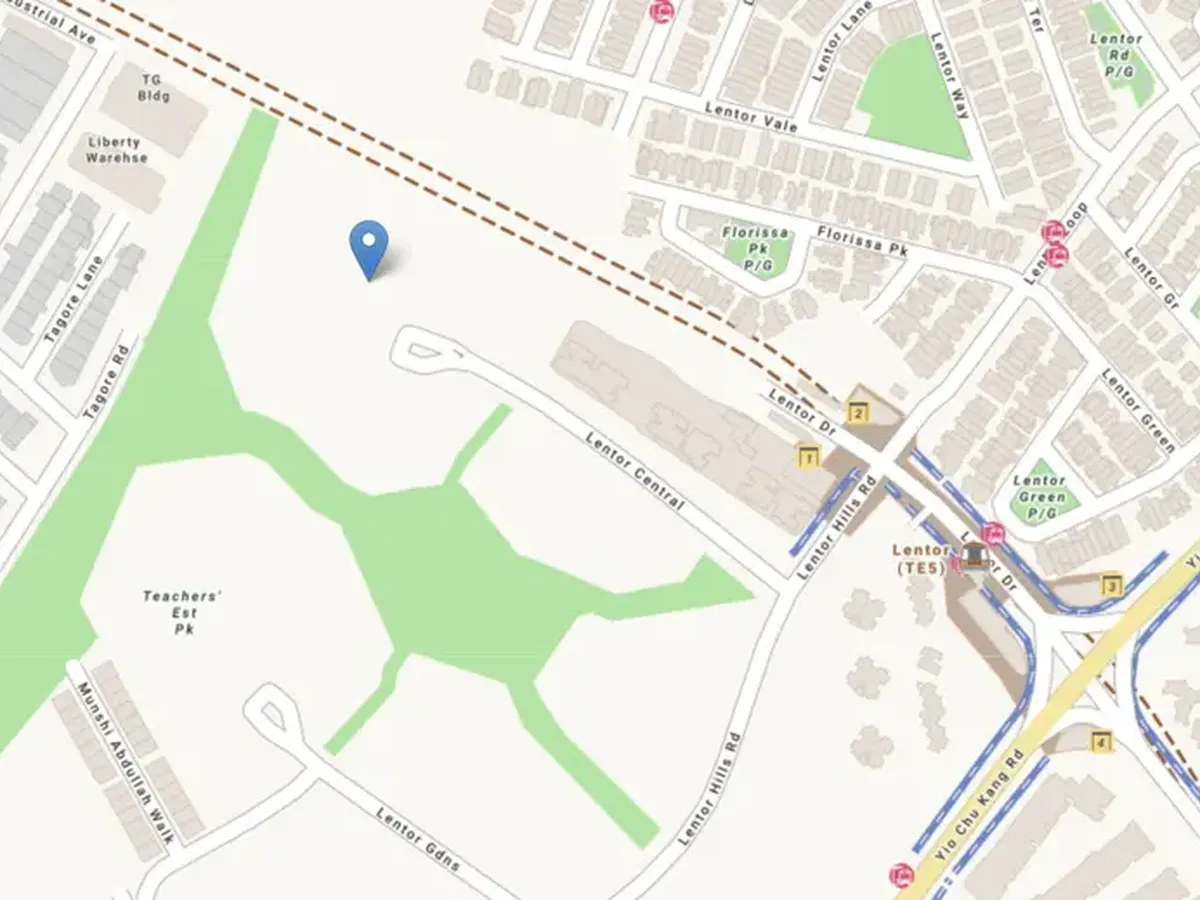 ustrial Ave
TG
Bldg
Liberty
Warehse
Tagore Lane
Tagore Rd
Lentor Lane
Lentor Way
Ter
Lentor
Rd
P/G
Lentor Vale
Florissa
Pk
P/G
Florissa Pk
Lentor Gr
Lentor Green
Lentor
Green
P/G
Lentor Dr
2
1
Lentor Central
Lentor Hills Rd
Lentor
(TE5)
3
4
Teachers'
Est
Pk
Munshi Abdullah Walk
Lentor Gdns
Lentor Hills Rd
Yio Chu Kang Rd